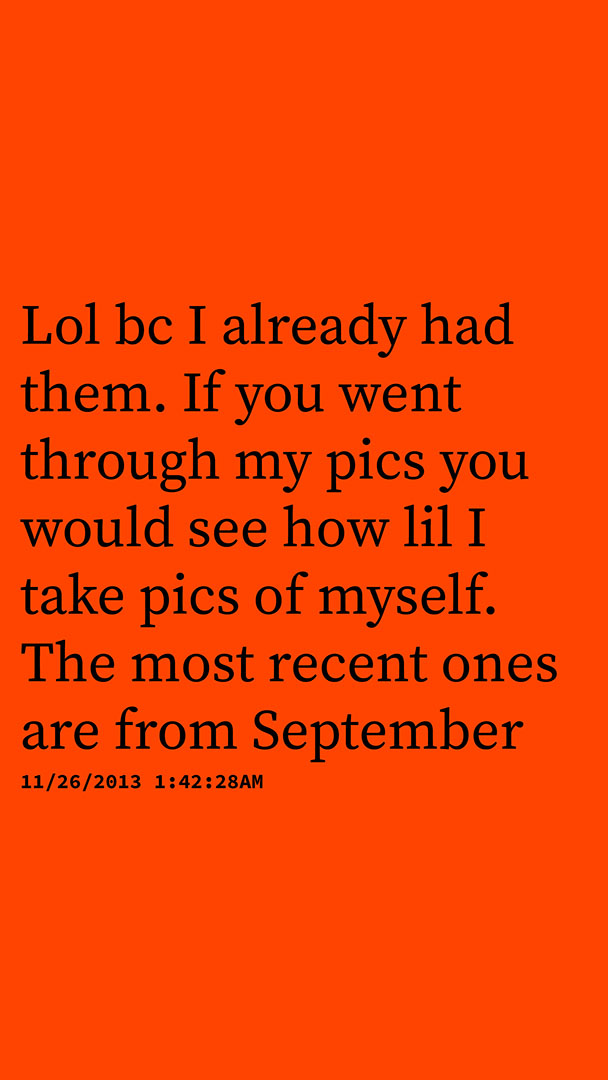 Lol bc I already had
them. If you went
through my pics you
would see how lil I
take pics of myself.
The most recent ones
are from September
11/26/2013 1:42:28AM